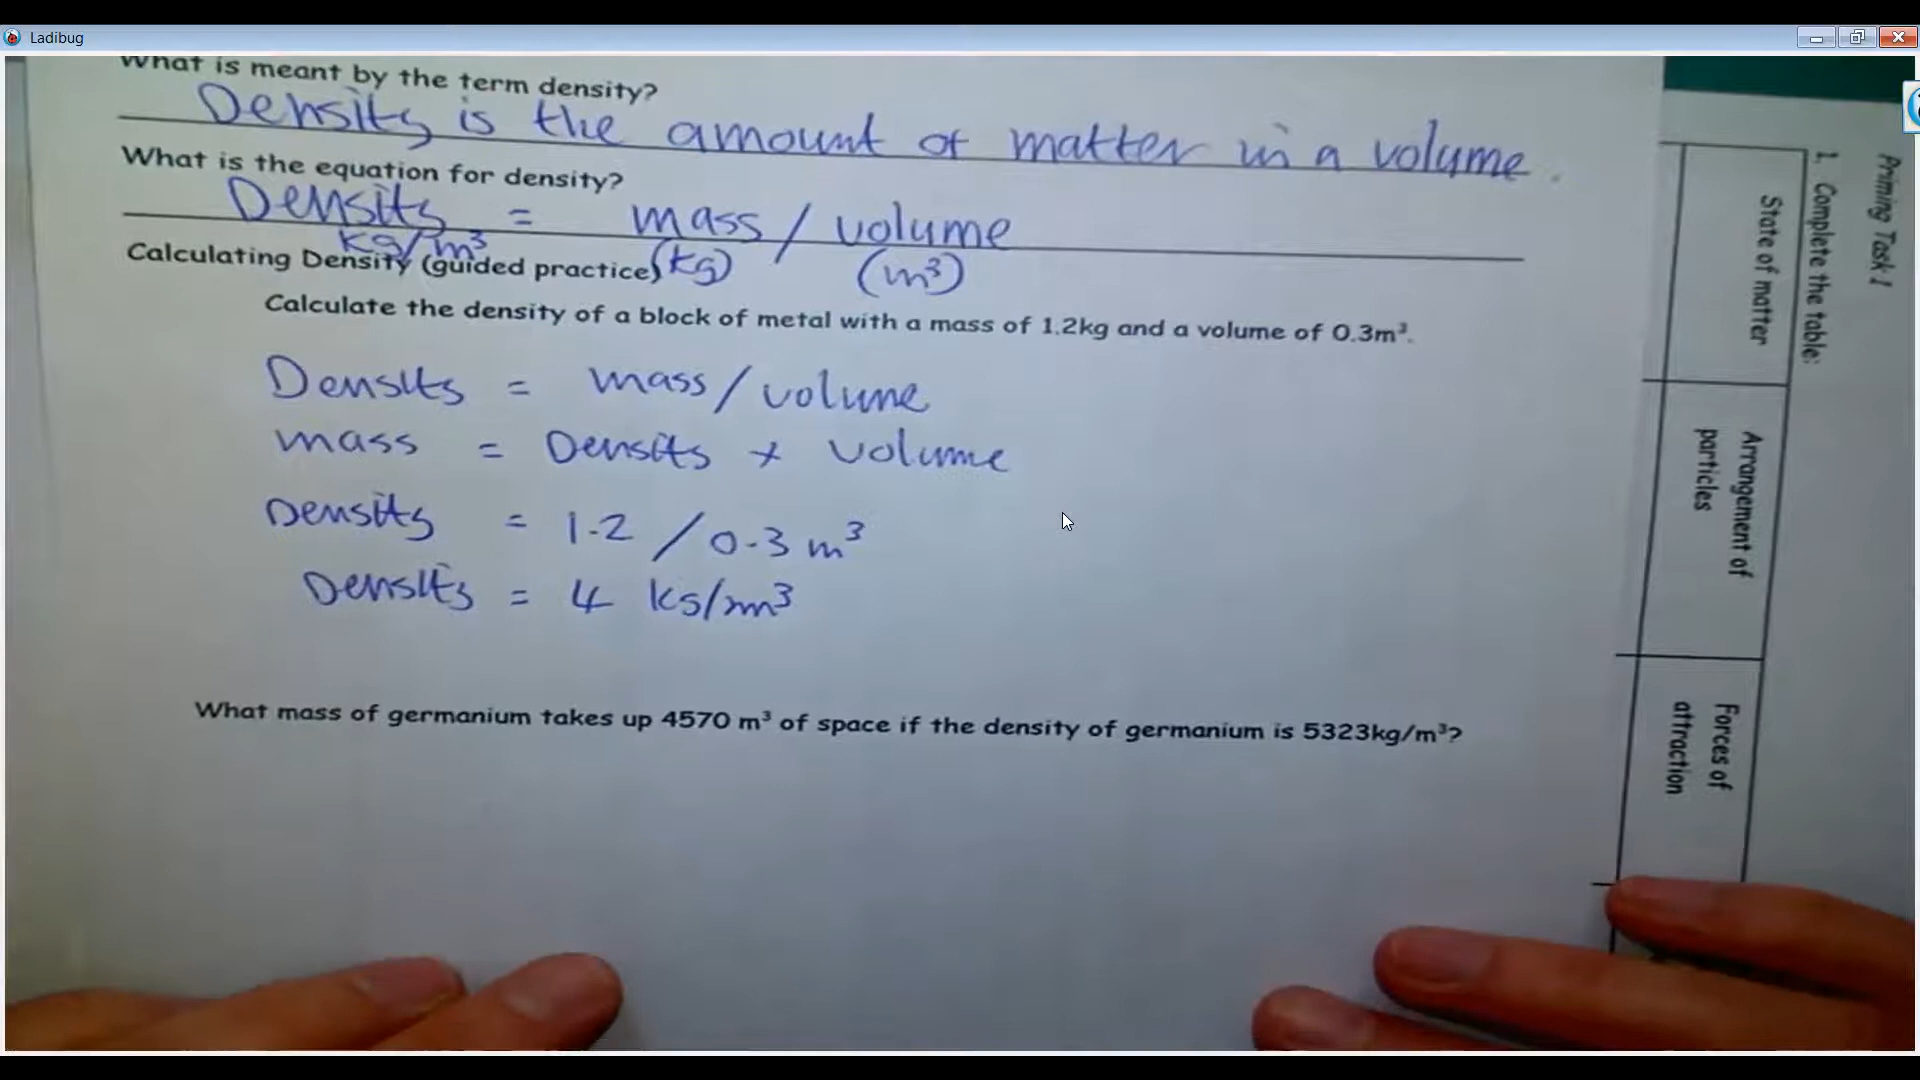 Ladibug
What is meant by the term density?
Density is the amount of matter in a volume.
What is the equation for density?
Density = mass / volume
kg/m³ (kg) (m³)
Calculating Density (guided practice)
Calculate the density of a block of metal with a mass of 1.2kg and a volume of 0.3m³.
Density = mass / volume
mass = Density × volume
Density = 1.2 / 0.3 m³
Density = 4 kg/m³
What mass of germanium takes up 4570 m³ of space if the density of germanium is 5323kg/m³?
Priming Task 1
1. Complete the table:
State of matter
Arrangement of
particles
Forces of
attraction